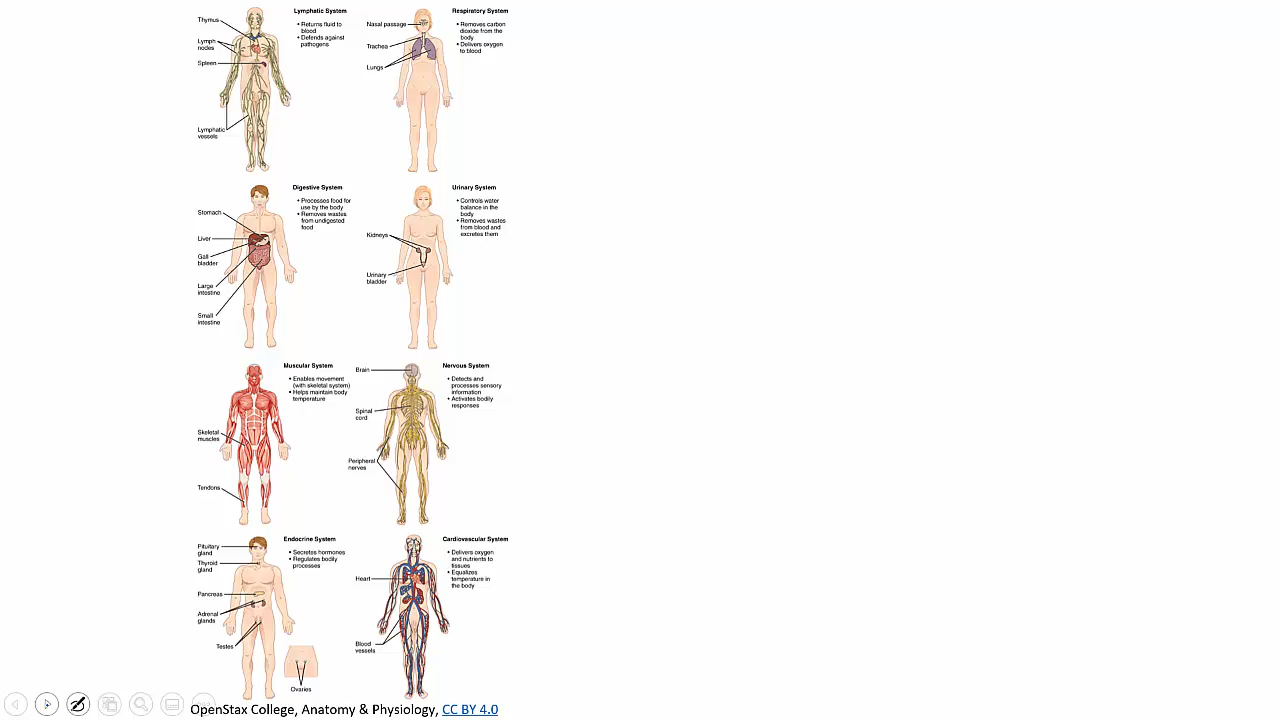 Lymphatic System
• Returns fluid to
blood
• Defends against
pathogens
Thymus
Lymph
nodes
Spleen
Lymphatic
vessels
Respiratory System
• Removes carbon
dioxide from the
body
• Delivers oxygen
to blood
Nasal passage
Trachea
Lungs
Digestive System
• Processes food for
use by the body
• Removes wastes
from undigested
food
Stomach
Liver
Gall
bladder
Large
intestine
Small
intestine
Urinary System
• Controls water
balance in the
body
• Removes wastes
from blood and
excretes them
Kidneys
Urinary
bladder
Muscular System
• Enables movement
(with skeletal system)
• Helps maintain body
temperature
Skeletal
muscles
Tendons
Nervous System
• Detects and
processes sensory
information
• Activates bodily
responses
Brain
Spinal
cord
Peripheral
nerves
Endocrine System
• Secretes hormones
• Regulates bodily
processes
Pituitary
gland
Thyroid
gland
Pancreas
Adrenal
glands
Testes
Ovaries
Cardiovascular System
• Delivers oxygen
and nutrients to
tissues
• Equalizes
temperature in
the body
Heart
Blood
vessels
OpenStax College, Anatomy & Physiology, CC BY 4.0